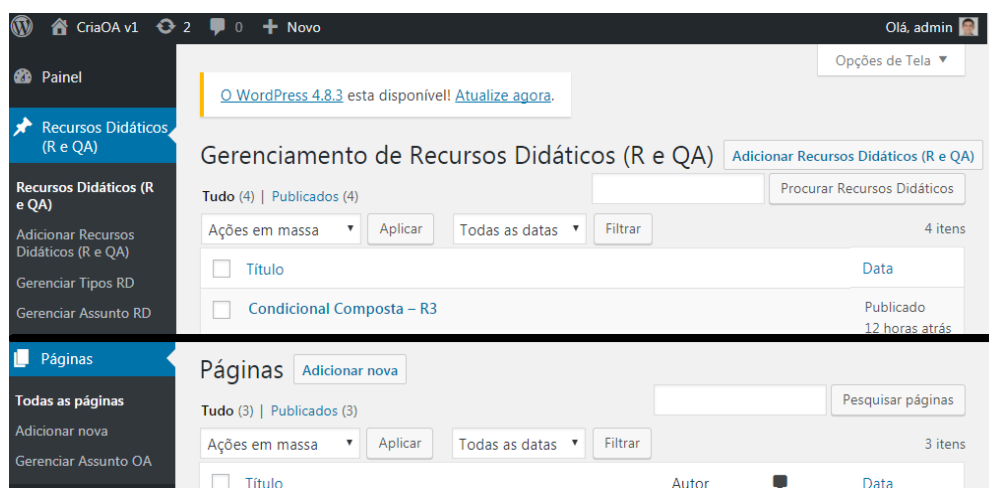 CriaOA v1 2 0 + Novo Olá, admin
Opções de Tela ▼
Painel
O WordPress 4.8.3 esta disponível! Atualize agora.
Recursos Didáticos
(R e QA)
Gerenciamento de Recursos Didáticos (R e QA) Adicionar Recursos Didáticos (R e QA)
Recursos Didáticos (R
e QA)
Adicionar Recursos
Didáticos (R e QA)
Gerenciar Tipos RD
Gerenciar Assunto RD
Tudo (4) | Publicados (4) Procurar Recursos Didáticos
Ações em massa Aplicar Todas as datas Filtrar 4 itens
Título Data
Condicional Composta – R3 Publicado
12 horas atrás
Páginas
Todas as páginas
Adicionar nova
Gerenciar Assunto OA
Páginas Adicionar nova
Tudo (3) | Publicados (3) Pesquisar páginas
Ações em massa Aplicar Todas as datas Filtrar 3 itens
Título Autor Data